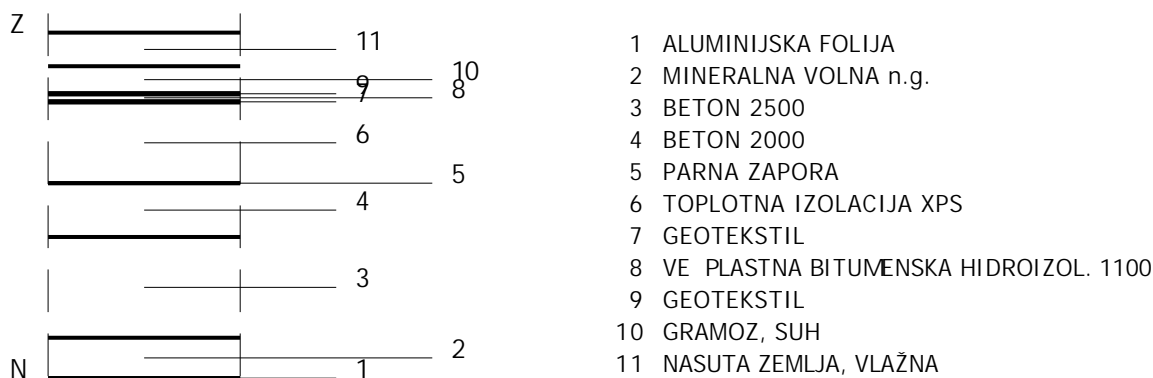 Z
11
10
9
7
8
6
5
4
3
2
N
1
1 ALUMINIJSKA FOLIJA
2 MINERALNA VOLNA n.g.
3 BETON 2500
4 BETON 2000
5 PARNA ZAPORA
6 TOPLOTNA IZOLACIJA XPS
7 GEOTEKSTIL
8 VE PLASTNA BITUMENSKA HIDROIZOL. 1100
9 GEOTEKSTIL
10 GRAMOZ, SUH
11 NASUTA ZEMLJA, VLAŽNA